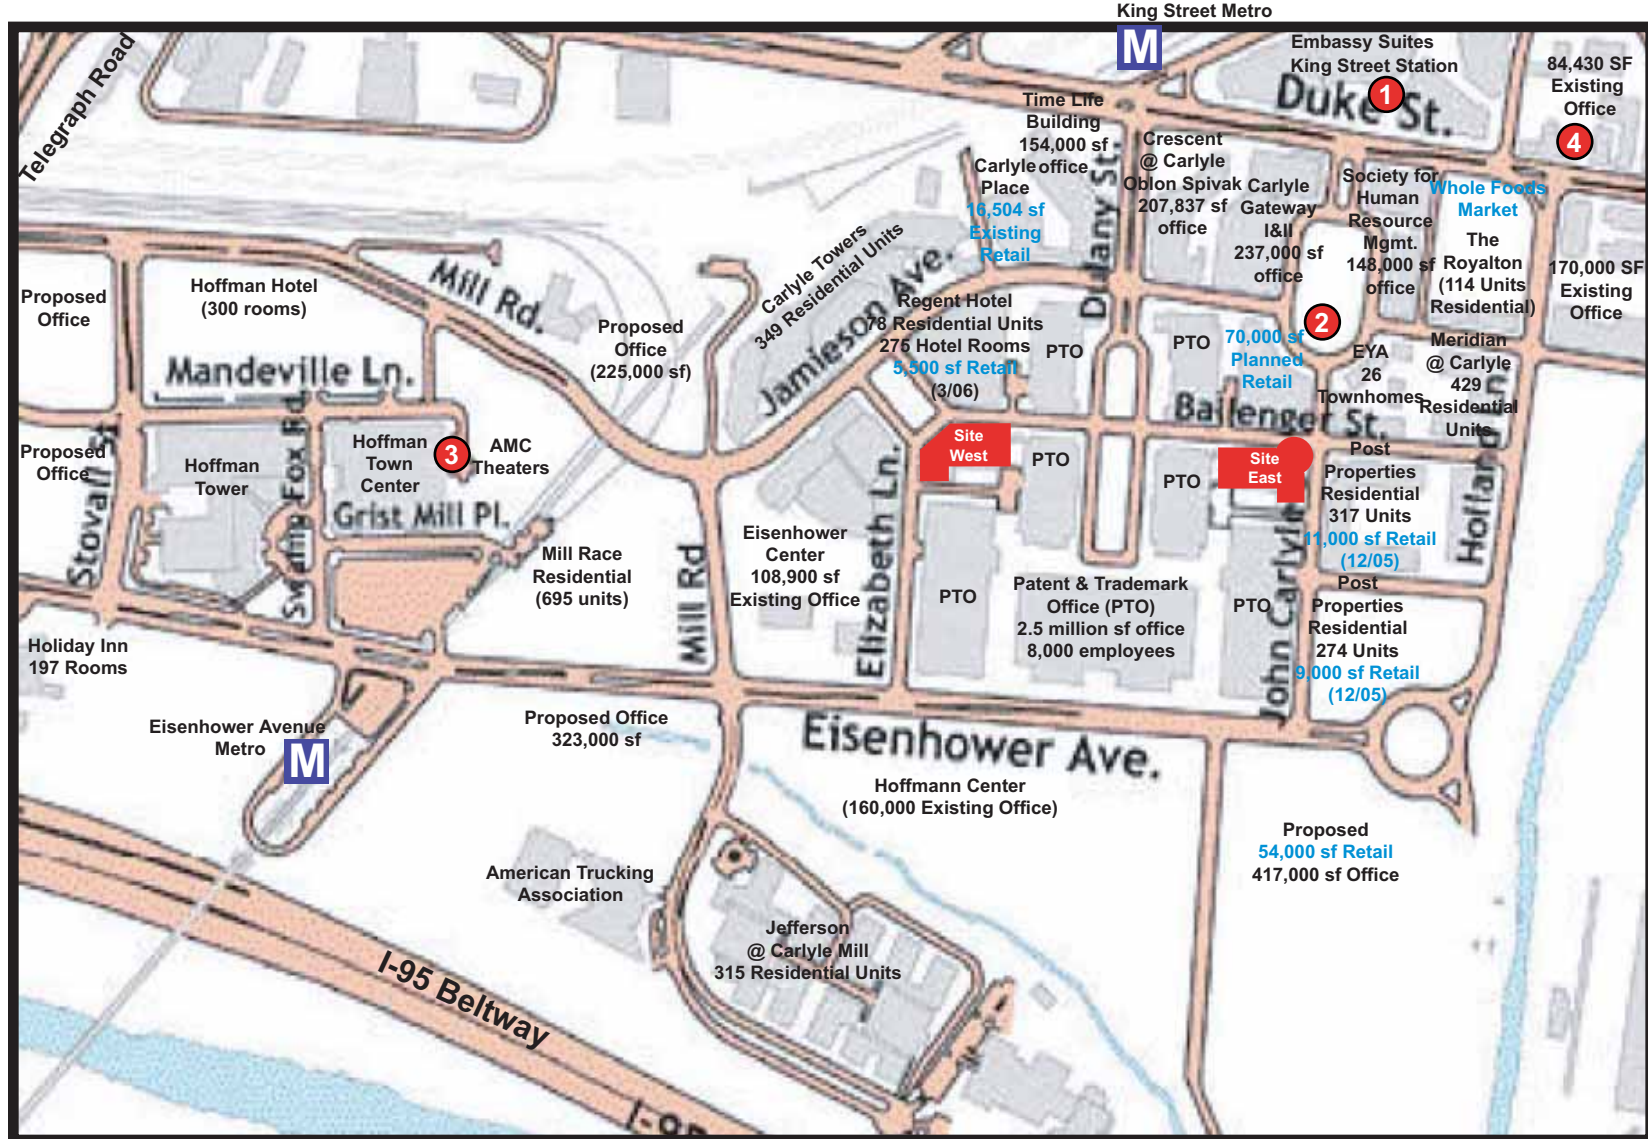 King Street Metro
M
Telegraph Road
Embassy Suites
King Street Station
1
Duke St.
84,430 SF
Existing
Office
4
Time Life
Building
154,000 sf
office
Carlyle
Place
16,504 sf
Existing
Retail
Dulany St.
Crescent
@ Carlyle
Oblon Spivak
207,837 sf
office
Carlyle
Gateway
I&II
237,000 sf
office
Society for
Human
Resource
Mgmt.
148,000 sf
office
Whole Foods
Market
The
Royalton
(114 Units
Residential)
170,000 SF
Existing
Office
Proposed
Office
Hoffman Hotel
(300 rooms)
Mill Rd.
Proposed
Office
(225,000 sf)
Carlyle Towers
349 Residential Units
Jamieson Ave.
Regent Hotel
78 Residential Units
275 Hotel Rooms
5,500 sf Retail
(3/06)
PTO
PTO
70,000 sf
Planned
Retail
2
EYA
26
Townhomes
Meridian
@ Carlyle
429
Residential
Units
Mandeville Ln.
Ballenger St.
Proposed
Office
Stovall St
Hoffman
Tower
Swamp Fox Rd.
Hoffman
Town
Center
3
AMC
Theaters
Grist Mill Pl.
Mill Race
Residential
(695 units)
Mill Rd
Eisenhower
Center
108,900 sf
Existing Office
Elizabeth Ln.
Site
West
PTO
PTO
Site
East
Post
Properties
Residential
317 Units
11,000 sf Retail
(12/05)
Holland Ln
PTO
Patent & Trademark
Office (PTO)
2.5 million sf office
8,000 employees
PTO
John Carlyle
Post
Properties
Residential
274 Units
9,000 sf Retail
(12/05)
Holiday Inn
197 Rooms
Eisenhower Avenue
Metro
M
Proposed Office
323,000 sf
Eisenhower Ave.
Hoffmann Center
(160,000 Existing Office)
Proposed
54,000 sf Retail
417,000 sf Office
American Trucking
Association
Jefferson
@ Carlyle Mill
315 Residential Units
I-95 Beltway